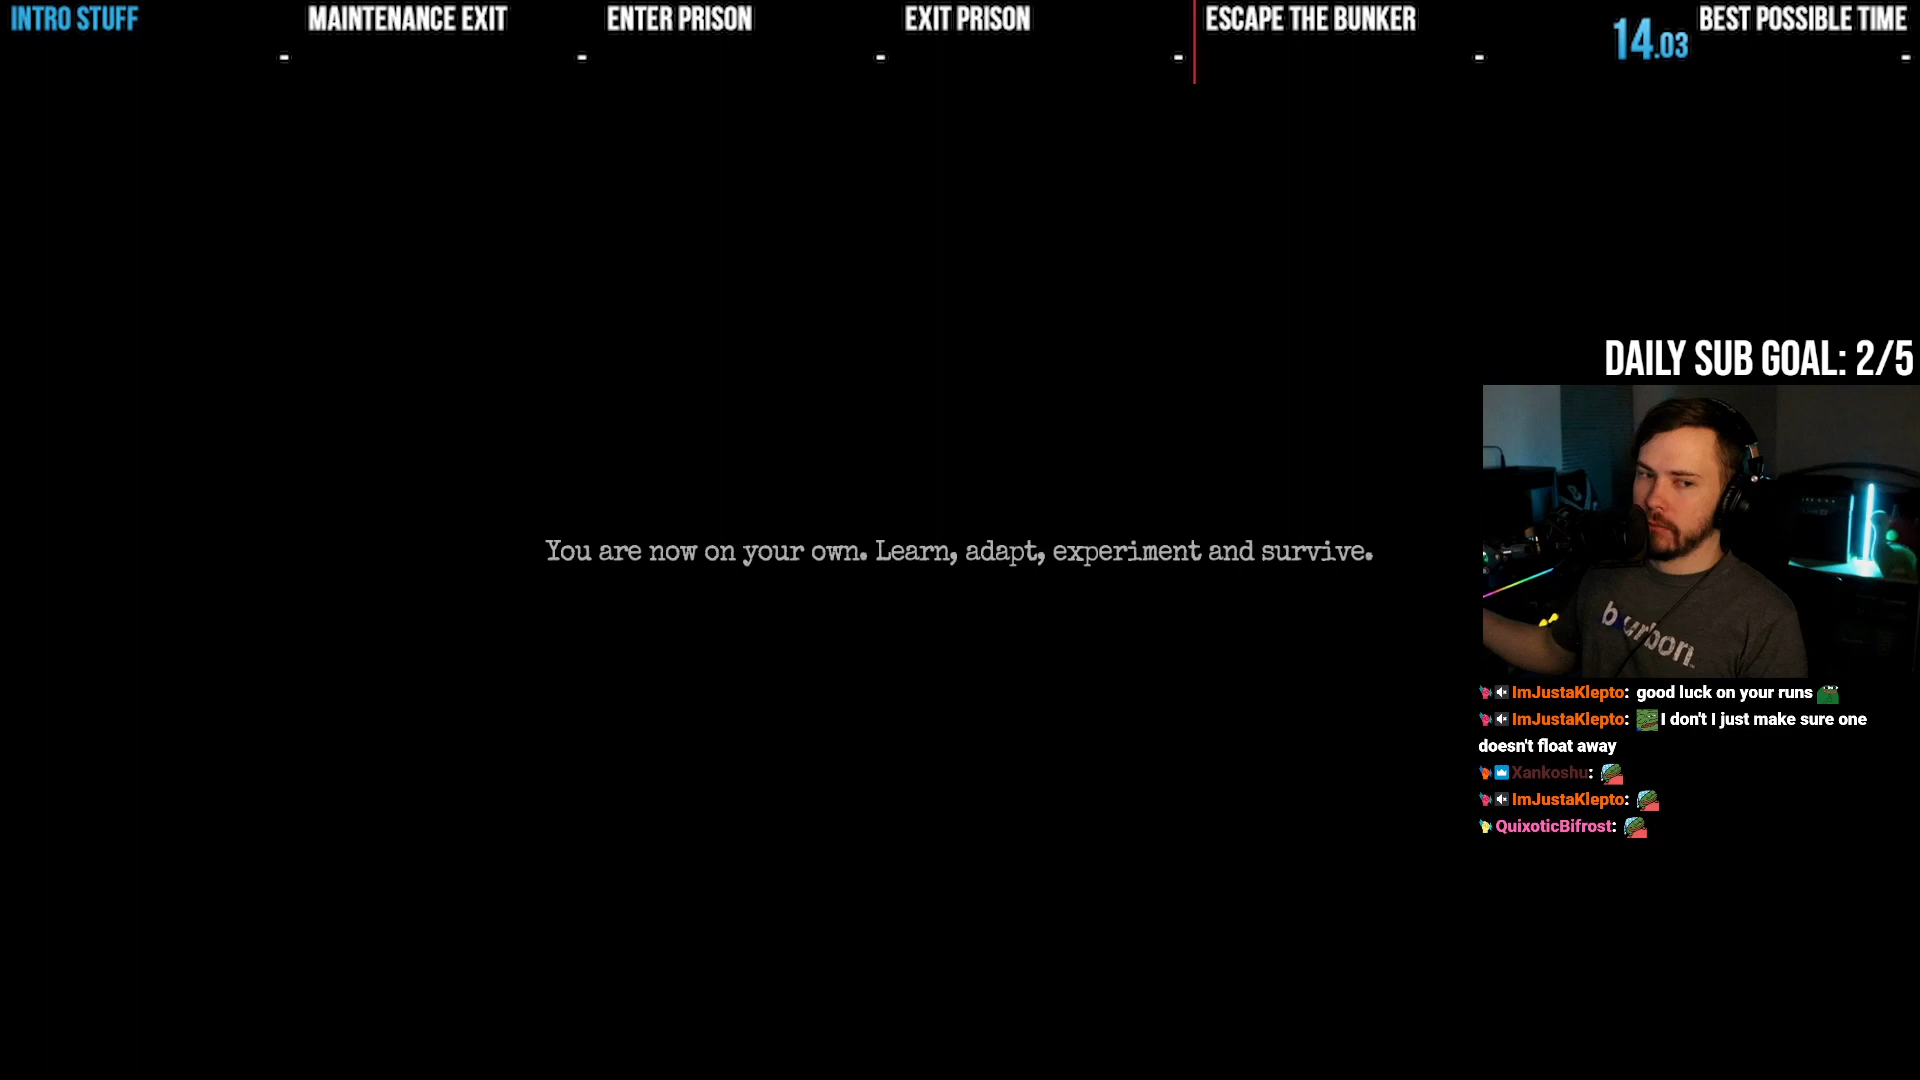 INTRO STUFF
MAINTENANCE EXIT
ENTER PRISON
EXIT PRISON
ESCAPE THE BUNKER
14.03
BEST POSSIBLE TIME
- - - - - -
DAILY SUB GOAL: 2/5
You are now on your own. Learn, adapt, experiment and survive.
burbon
ImJustaKlepto: good luck on your runs
ImJustaKlepto: I don't I just make sure one
doesn't float away
Xankoshu:
ImJustaKlepto:
QuixoticBifrost: